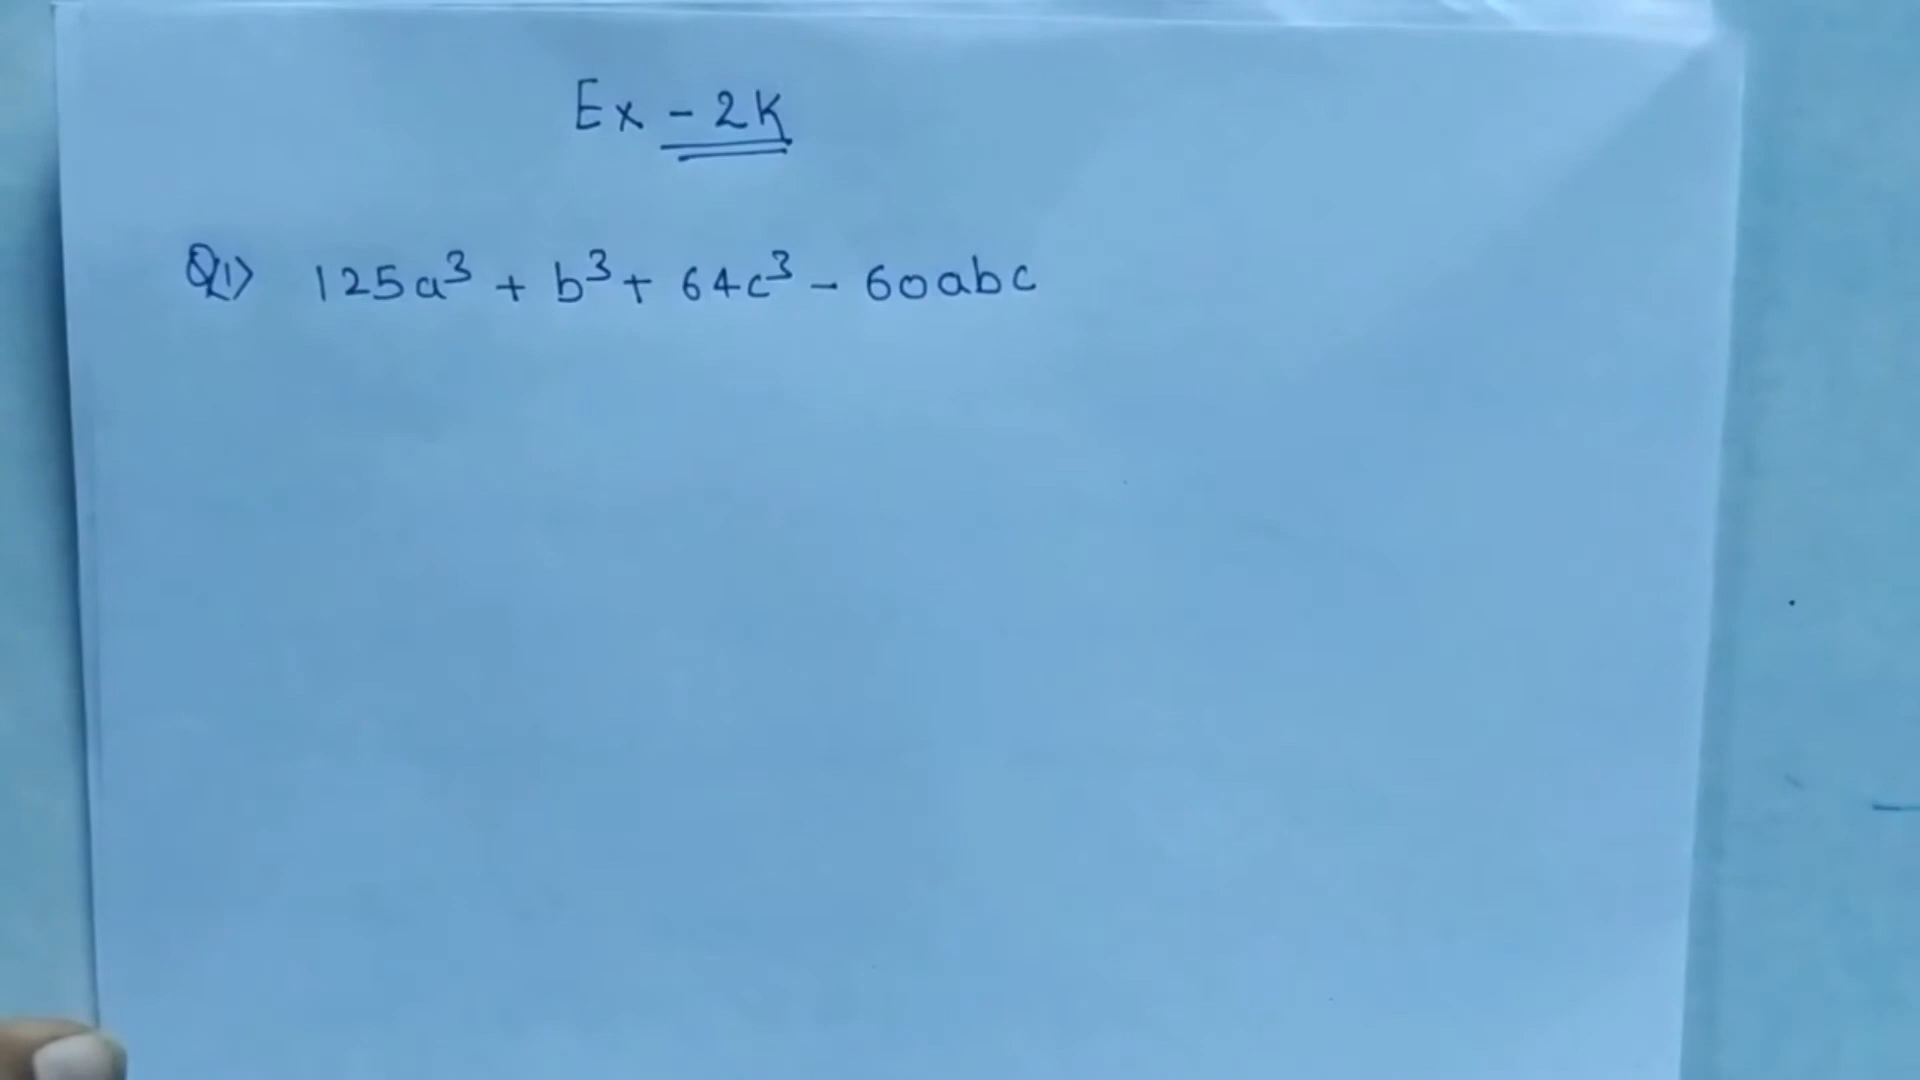 Ex - 2K
Q1) 125a³ + b³ + 64c³ - 60abc